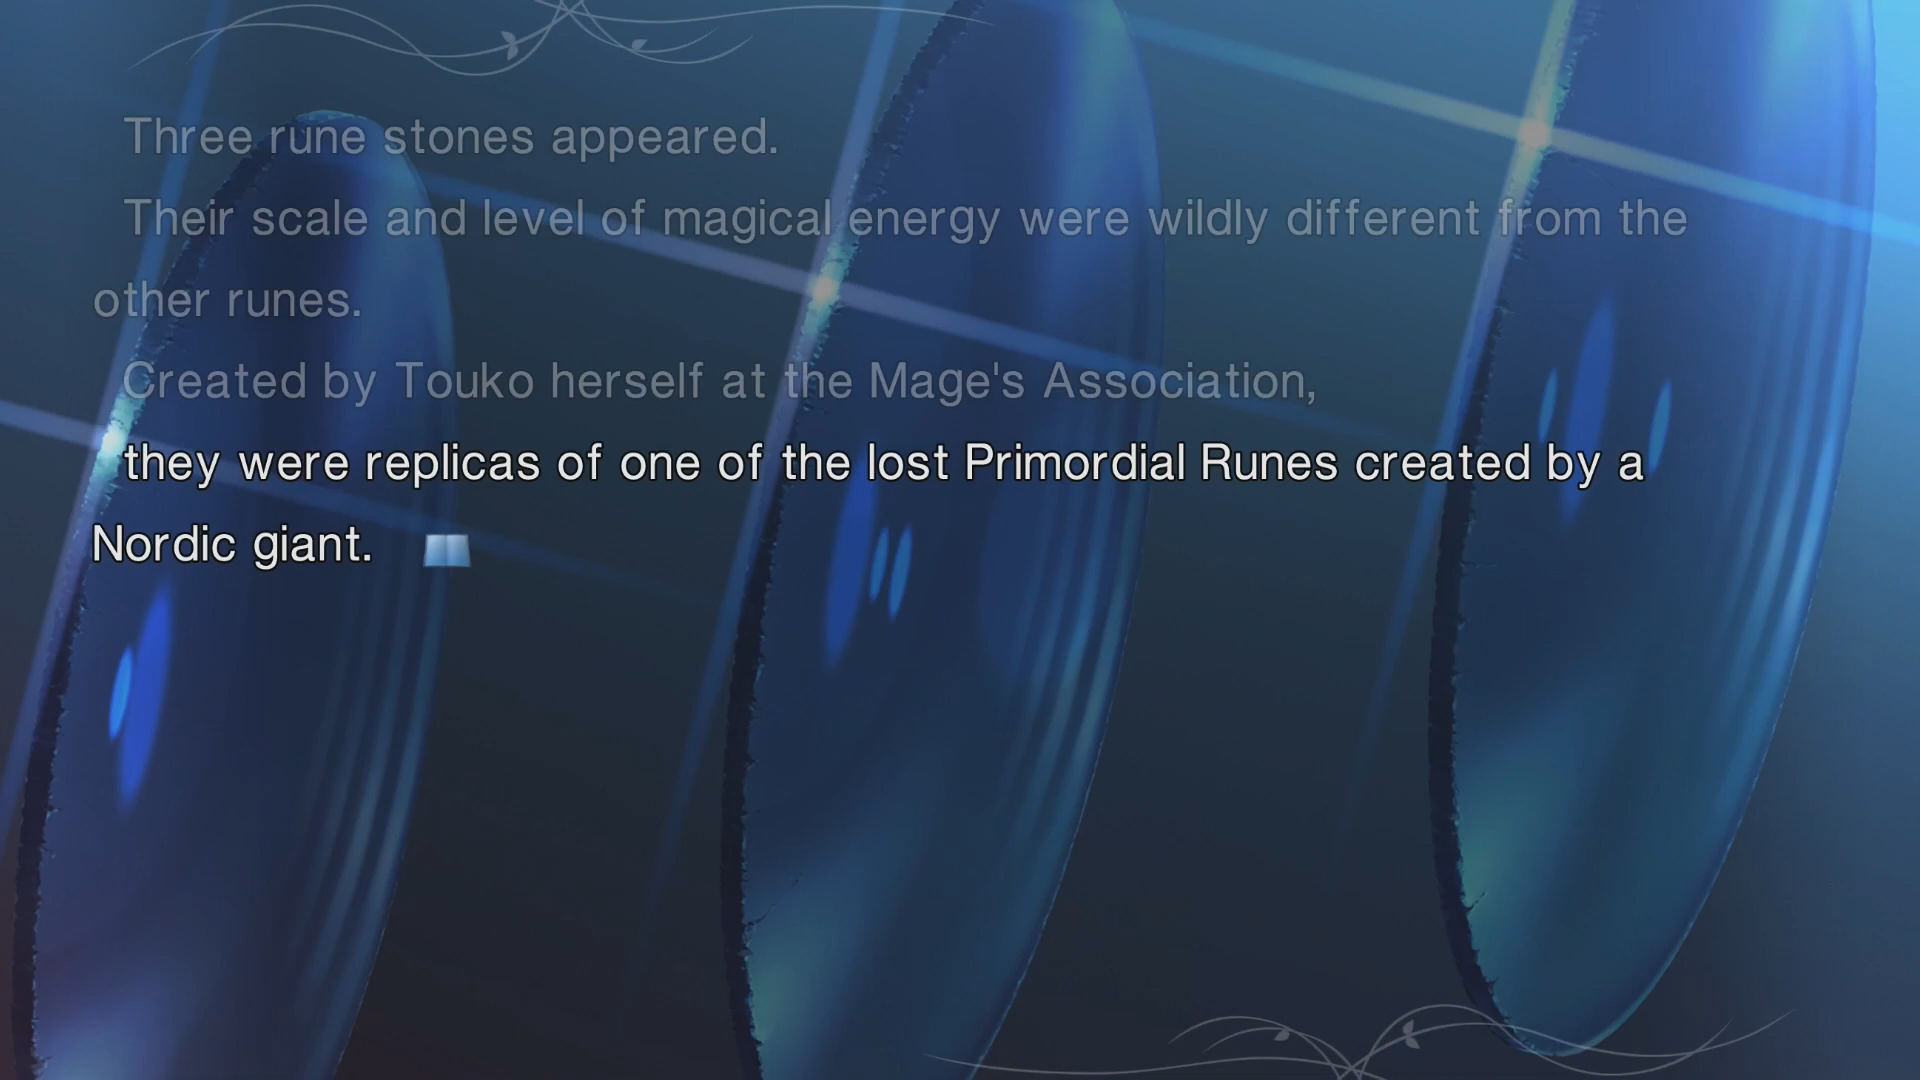 Three rune stones appeared.
Their scale and level of magical energy were wildly different from the
other runes.
Created by Touko herself at the Mage's Association,
they were replicas of one of the lost Primordial Runes created by a
Nordic giant.